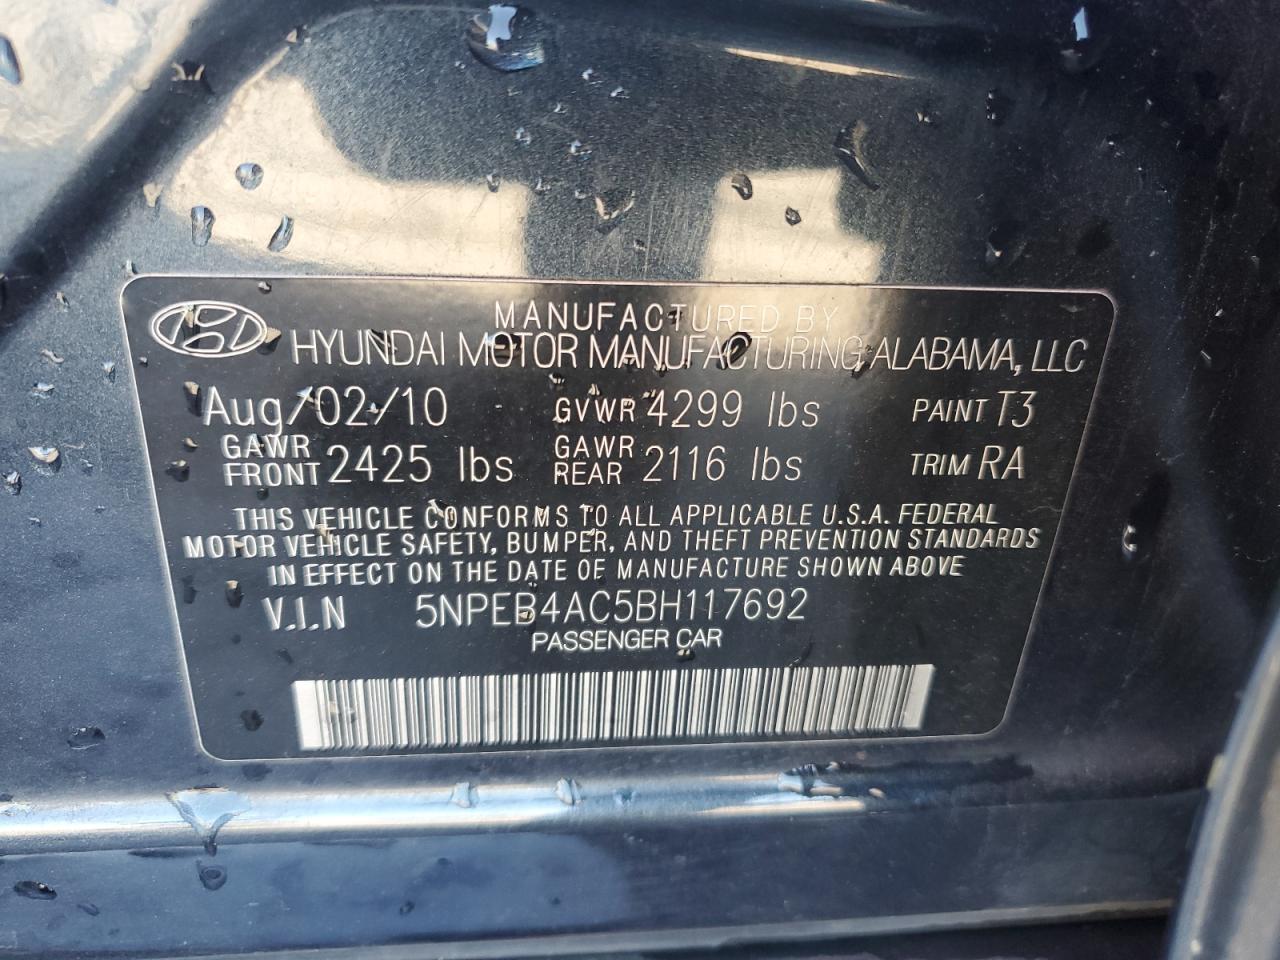 MANUFACTURED BY
HYUNDAI MOTOR MANUFACTURING ALABAMA, LLC
Aug/02/10 GVWR 4299 lbs PAINT T3
GAWR FRONT 2425 lbs GAWR REAR 2116 lbs TRIM RA
THIS VEHICLE CONFORMS TO ALL APPLICABLE U.S.A. FEDERAL
MOTOR VEHICLE SAFETY, BUMPER, AND THEFT PREVENTION STANDARDS
IN EFFECT ON THE DATE OF MANUFACTURE SHOWN ABOVE
V.I.N 5NPEB4AC5BH117692
PASSENGER CAR